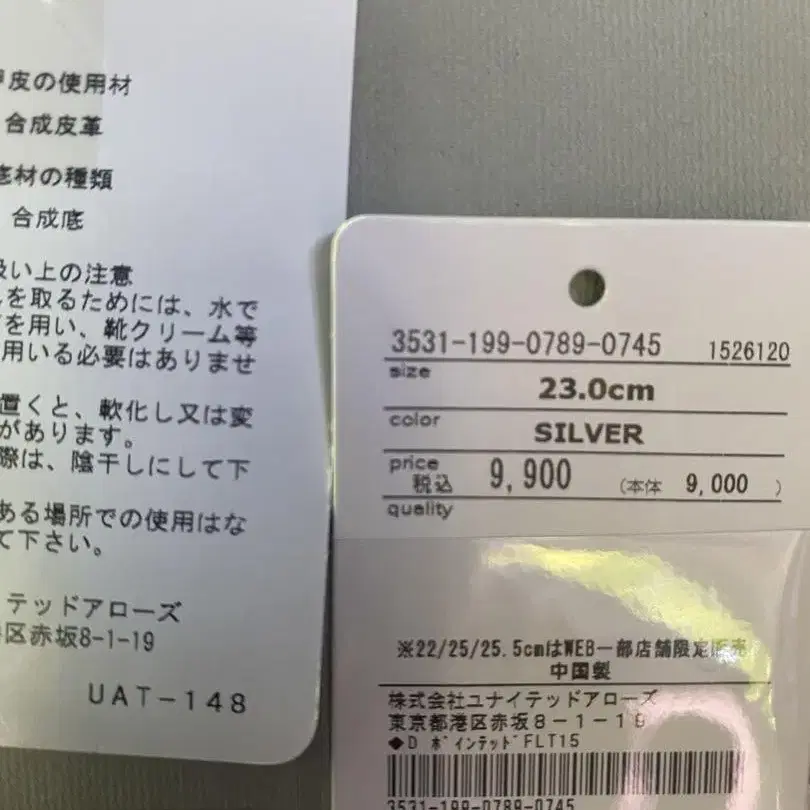 皮の使用材
合成皮革
底材の種類
合成底
扱い上の注意
を取るためには、水で
を用い、靴クリーム等
用いる必要はありませ
置くと、軟化し又は変
があります。
際は、陰干しにして下
ある場所での使用はな
て下さい。
イテッドアローズ
港区赤坂8-1-19
UAT-148
3531-199-0789-0745 1526120
size
23.0cm
color
SILVER
price
税込 9,900 (本体 9,000 )
quality
※22/25/25.5cmはWEB一部店舗限定販売
中国製
株式会社ユナイテッドアローズ
東京都港区赤坂8-1-19
◆D ポインテッドFLT15
3531-199-0789-0745